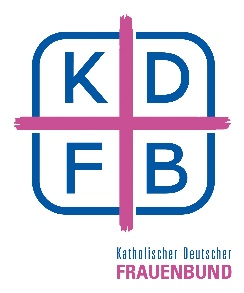 K D
F B
Katholischer Deutscher
FRAUENBUND